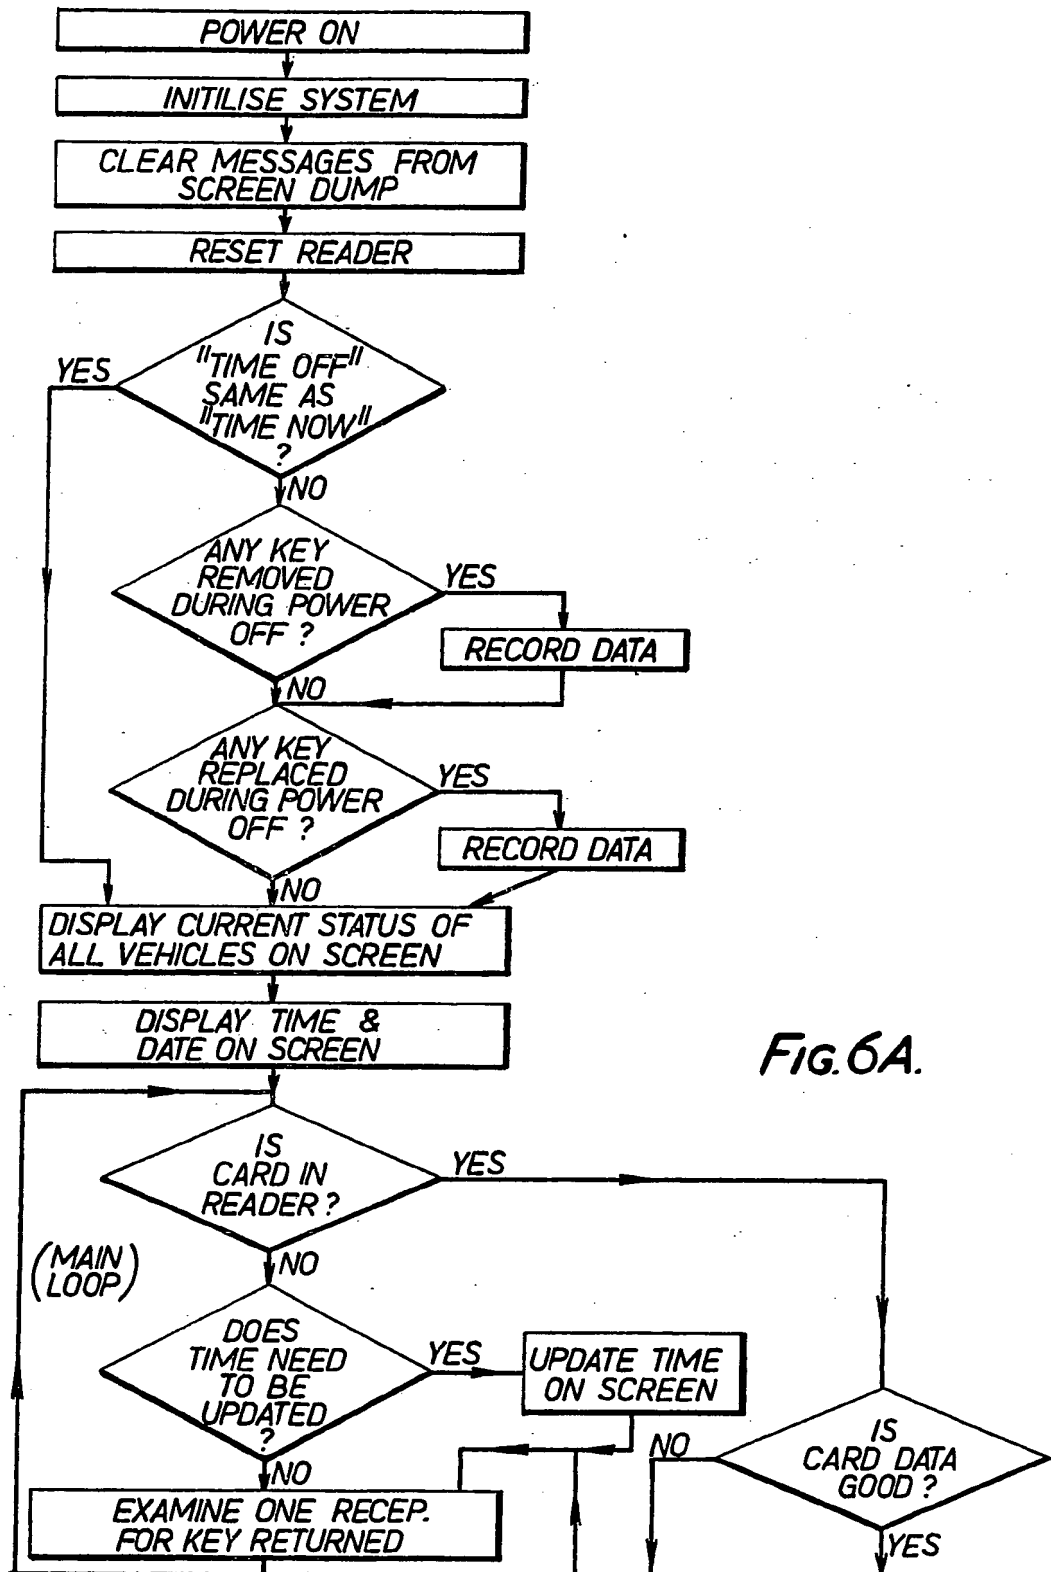 POWER ON
INITILISE SYSTEM
CLEAR MESSAGES FROM
SCREEN DUMP
RESET READER
IS
"TIME OFF"
SAME AS
"TIME NOW"
?
YES
NO
ANY KEY
REMOVED
DURING POWER
OFF ?
YES
RECORD DATA
NO
ANY KEY
REPLACED
DURING POWER
OFF ?
YES
RECORD DATA
NO
DISPLAY CURRENT STATUS OF
ALL VEHICLES ON SCREEN
DISPLAY TIME &
DATE ON SCREEN
FIG. 6A.
IS
CARD IN
READER ?
YES
NO
(MAIN
LOOP)
DOES
TIME NEED
TO BE
UPDATED
?
YES
UPDATE TIME
ON SCREEN
NO
IS
CARD DATA
GOOD ?
NO
YES
EXAMINE ONE RECEP.
FOR KEY RETURNED